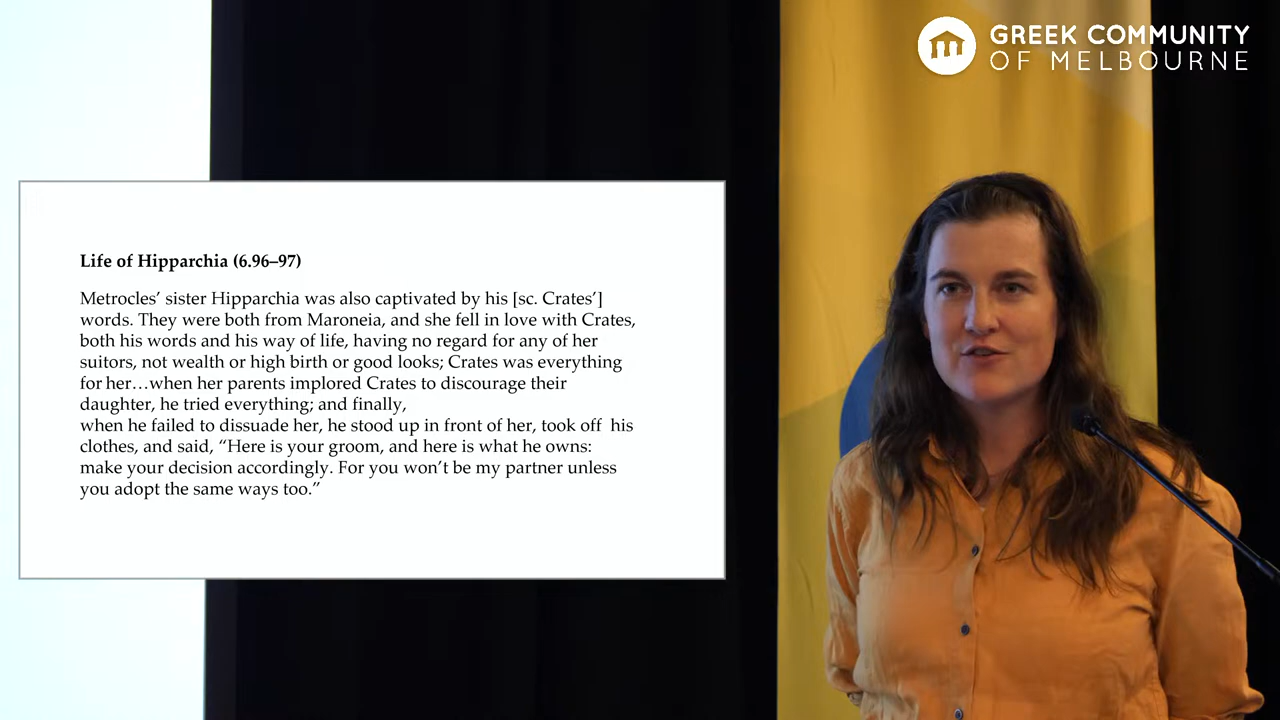 GREEK COMMUNITY
OF MELBOURNE
Life of Hipparchia (6.96–97)
Metrocles’ sister Hipparchia was also captivated by his [sc. Crates’]
words. They were both from Maroneia, and she fell in love with Crates,
both his words and his way of life, having no regard for any of her
suitors, not wealth or high birth or good looks; Crates was everything
for her…when her parents implored Crates to discourage their
daughter, he tried everything; and finally,
when he failed to dissuade her, he stood up in front of her, took off  his
clothes, and said, “Here is your groom, and here is what he owns:
make your decision accordingly. For you won’t be my partner unless
you adopt the same ways too.”